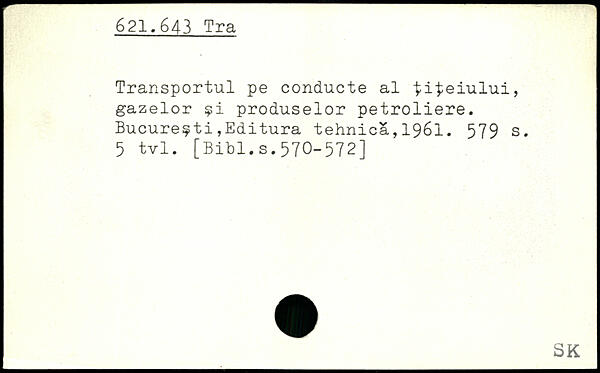 621.643 Tra
Transportul pe conducte al ţiţeiului,
gazelor şi produselor petroliere.
Bucureşti,Editura tehnică,1961. 579 s.
5 tvl. [Bibl.s.570-572]
SK